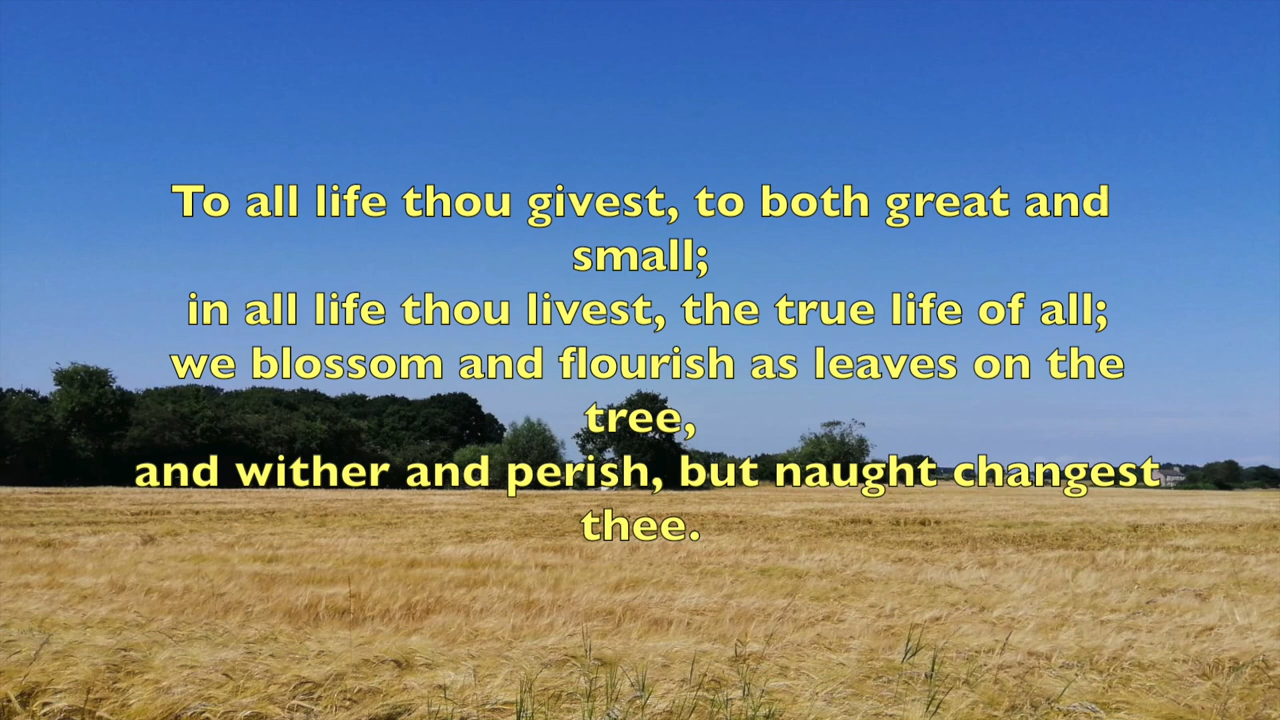 To all life thou givest, to both great and
small;
in all life thou livest, the true life of all;
we blossom and flourish as leaves on the
tree,
and wither and perish, but naught changest
thee.